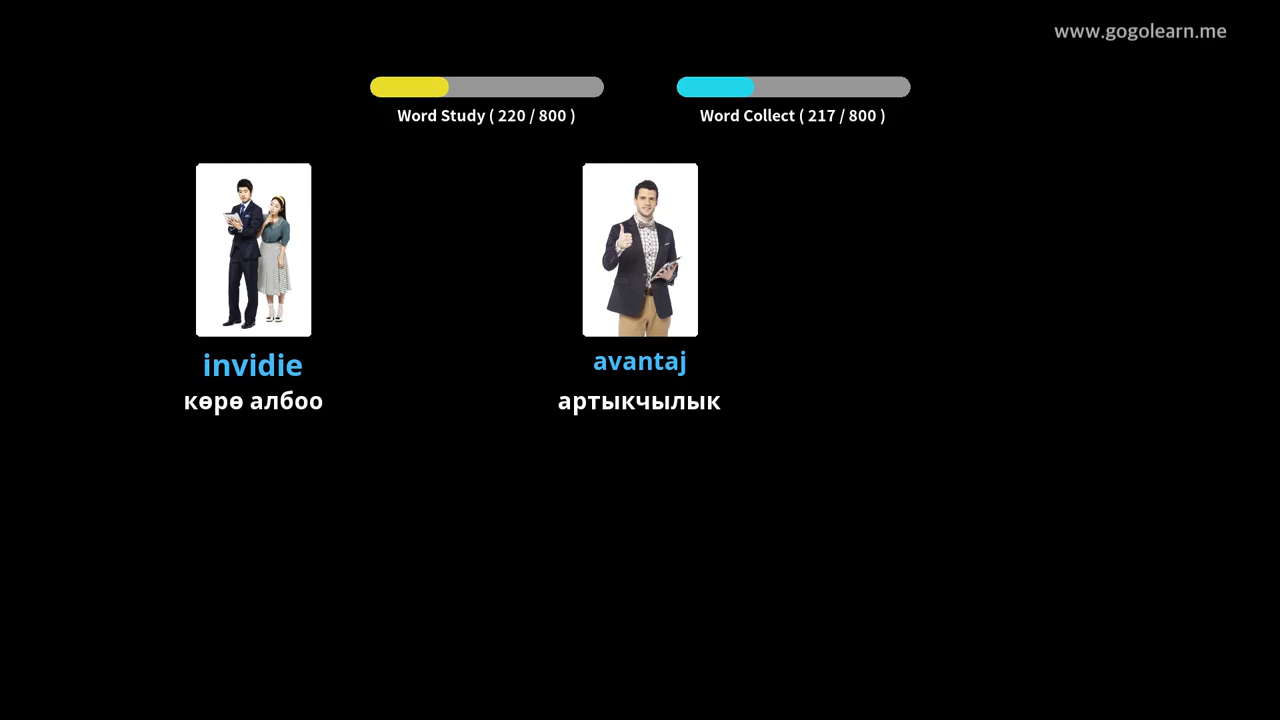 www.gogolearn.me
Word Study ( 220 / 800 )
Word Collect ( 217 / 800 )
invidie
avantaj
көрө албоо
артыкчылык